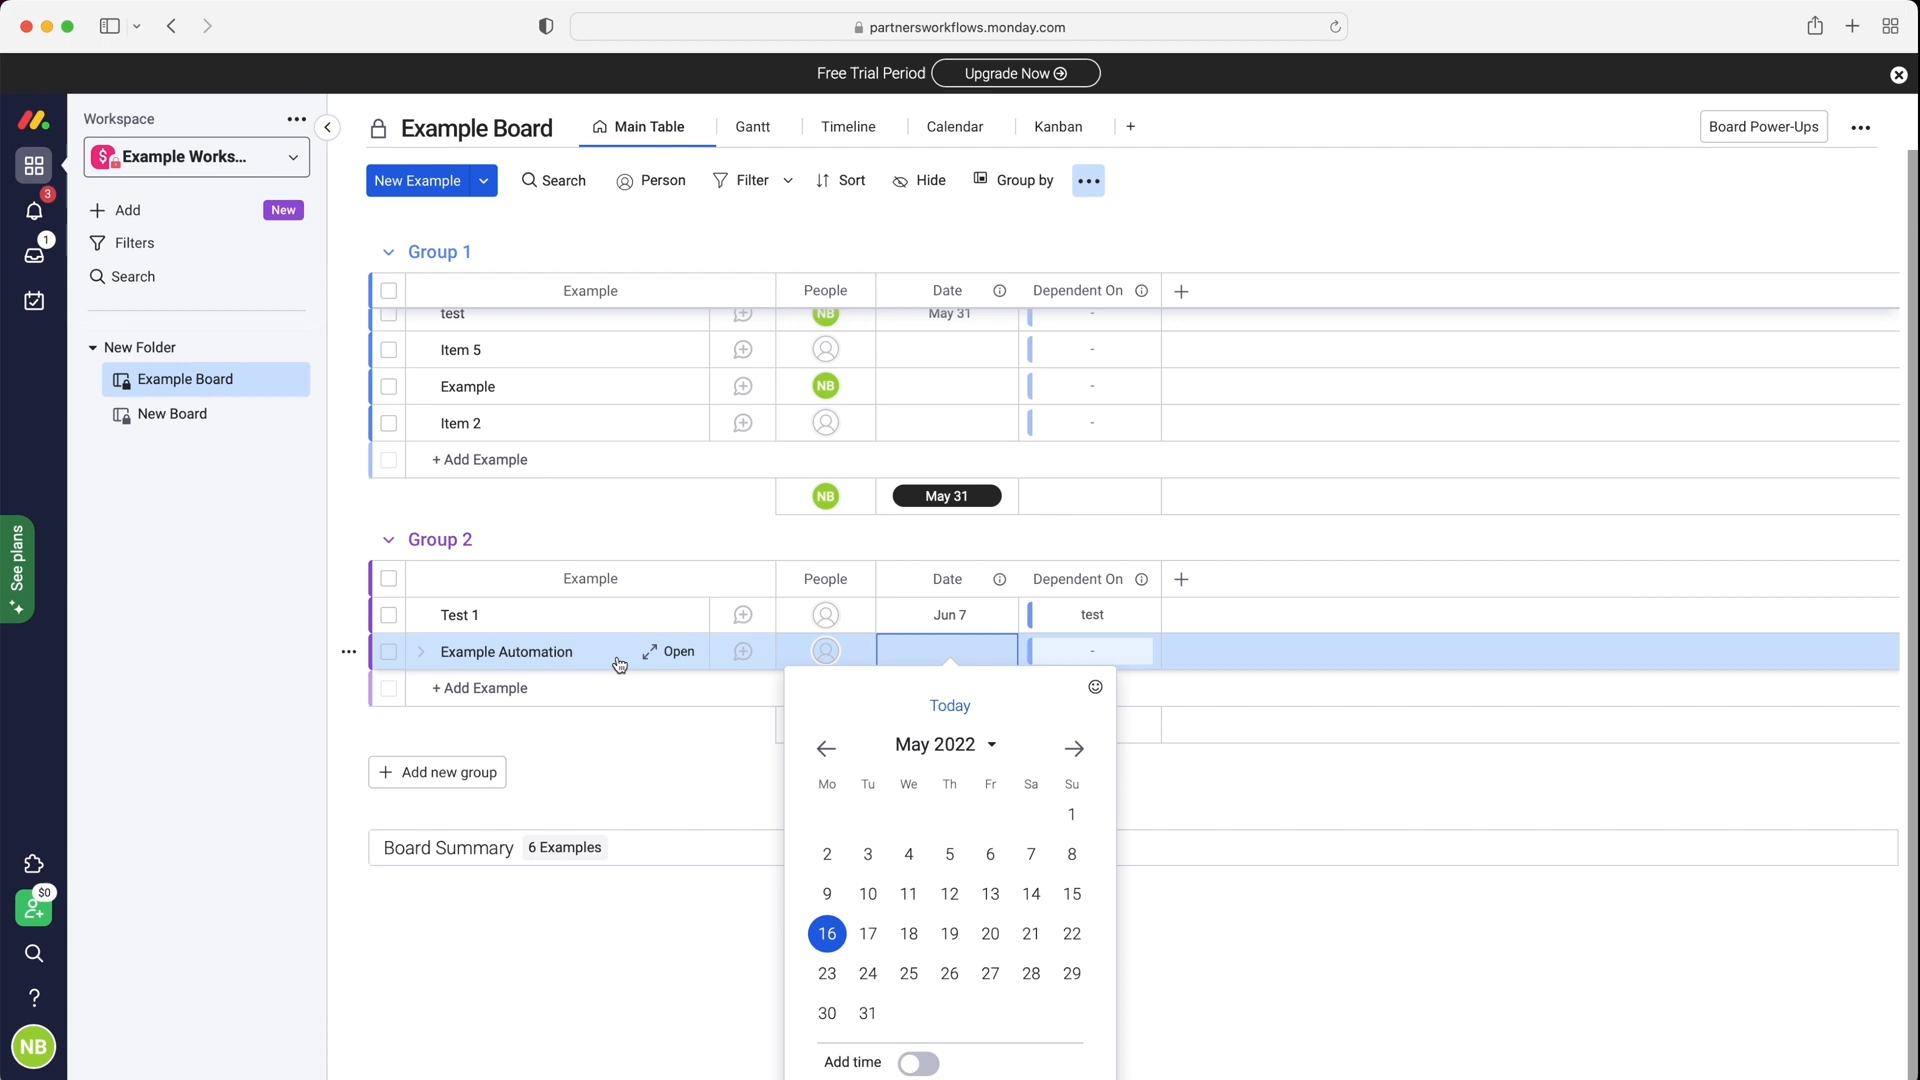 partnersworkflows.monday.com
Free Trial Period Upgrade Now
Workspace
$ Example Works...
3
1
Add New
Filters
Search
New Folder
Example Board
New Board
See plans
$0
?
NB
Example Board Main Table Gantt Timeline Calendar Kanban + Board Power-Ups
New Example Search Person Filter Sort Hide Group by
Group 1
Example People Date Dependent On +
test NB May 31 -
Item 5 -
Example NB -
Item 2 -
+ Add Example
NB May 31
Group 2
Example People Date Dependent On +
Test 1 Jun 7 test
Example Automation Open -
+ Add Example
Today
May 2022
Mo Tu We Th Fr Sa Su
1
2 3 4 5 6 7 8
9 10 11 12 13 14 15
16 17 18 19 20 21 22
23 24 25 26 27 28 29
30 31
Add time
+ Add new group
Board Summary 6 Examples